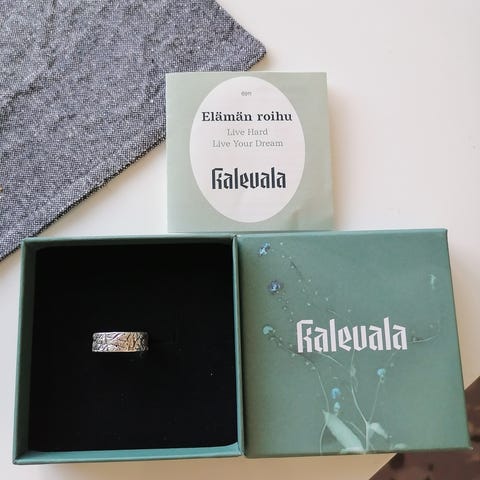 Elämän roihu
Live Hard
Live Your Dream
Kalevala
Kalevala